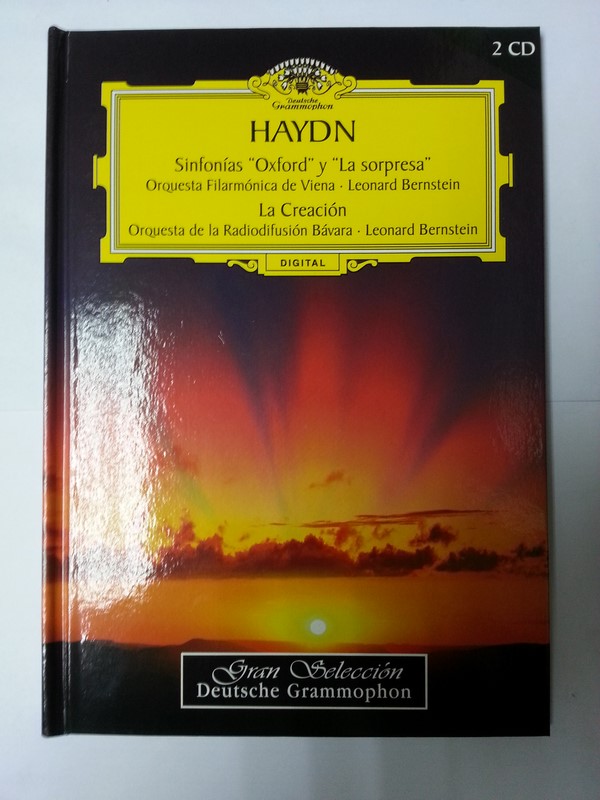 2 CD
Deutsche
Grammophon
HAYDN
Sinfonías "Oxford" y "La sorpresa"
Orquesta Filarmónica de Viena · Leonard Bernstein
La Creación
Orquesta de la Radiodifusión Bávara · Leonard Bernstein
DIGITAL
Gran Selección
Deutsche Grammophon